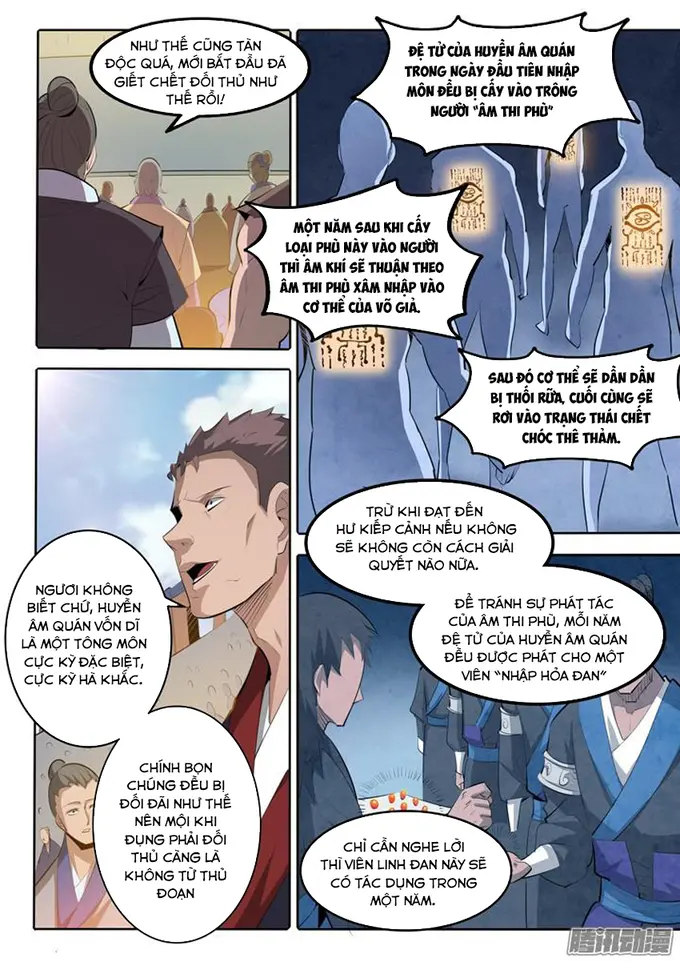 NHƯ THẾ CŨNG TÀN
ĐỘC QUÁ, MỚI BẮT ĐẦU ĐÃ
GIẾT CHẾT ĐỐI THỦ NHƯ
THẾ RỒI!
NGƯƠI KHÔNG
BIẾT CHỨ, HUYỀN
ÂM QUÁN VỐN DĨ
LÀ MỘT TÔNG MÔN
CỰC KỲ ĐẶC BIỆT,
CỰC KỲ HÀ KHẮC.
CHÍNH BỌN
CHÚNG ĐỀU BỊ
ĐỐI ĐÃI NHƯ THẾ
NÊN MỘI KHI
ĐỤNG PHẢI ĐỐI
THỦ CÀNG LÀ
KHÔNG TỪ THỦ
ĐOẠN
ĐỆ TỬ CỦA HUYỀN ÂM QUÁN
TRONG NGÀY ĐẦU TIÊN NHẬP
MÔN ĐỀU BỊ CẤY VÀO TRÔNG
NGƯỜI "ÂM THI PHÙ"
MỘT NĂM SAU KHI CẤY
LOẠI PHÙ NÀY VÀO NGƯỜI
THÌ ÂM KHÍ SẼ THUẬN THEO
ÂM THI PHÙ XÂM NHẬP VÀO
CƠ THỂ CỦA VÕ GIẢ.
SAU ĐÓ CƠ THỂ SẼ DẦN DẦN
BỊ THỐI RỮA, CUỐI CÙNG SẼ
RƠI VÀO TRẠNG THÁI CHẾT
CHÓC THÊ THẢM.
TRỪ KHI ĐẠT ĐẾN
HƯ KIẾP CẢNH NẾU KHÔNG
SẼ KHÔNG CÒN CÁCH GIẢI
QUYẾT NÀO NỮA.
ĐỂ TRÁNH SỰ PHÁT TÁC
CỦA ÂM THI PHÙ, MỖI NĂM
ĐỆ TỬ CỦA HUYỀN ÂM QUÁN
ĐỀU ĐƯỢC PHÁT CHO MỘT
VIÊN "NHẬP HỎA ĐAN"
CHỈ CẦN NGHE LỜI
THÌ VIÊN LINH ĐAN NÀY SẼ
CÓ TÁC DỤNG TRONG
MỘT NĂM.
腾讯动漫